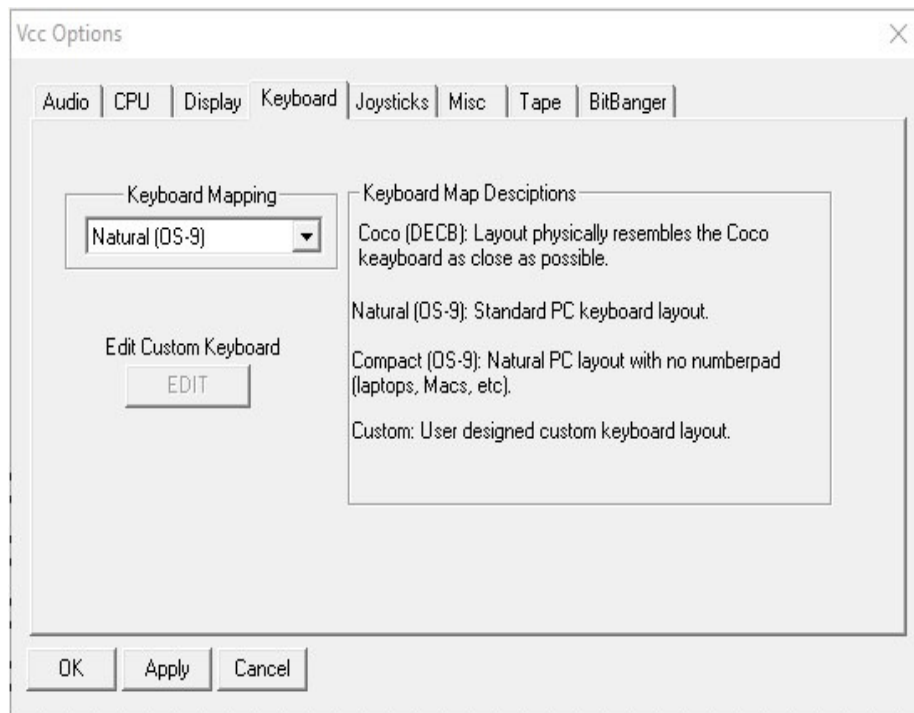 Vcc Options
Audio CPU Display Keyboard Joysticks Misc Tape BitBanger
Keyboard Mapping
Natural (OS-9)
Edit Custom Keyboard
EDIT
Keyboard Map Desciptions
Coco (DECB): Layout physically resembles the Coco
keayboard as close as possible.
Natural (OS-9): Standard PC keyboard layout.
Compact (OS-9): Natural PC layout with no numberpad
(laptops, Macs, etc).
Custom: User designed custom keyboard layout.
OK Apply Cancel